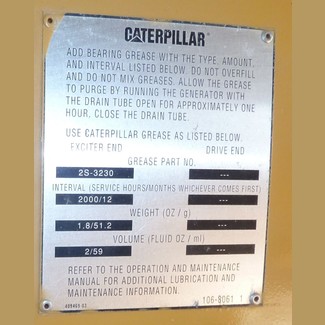 CATERPILLAR
ADD BEARING GREASE WITH THE TYPE, AMOUNT,
AND INTERVAL LISTED BELOW. DO NOT OVERFILL
AND DO NOT MIX GREASES. ALLOW THE GREASE
TO PURGE BY RUNNING THE GENERATOR WITH
THE DRAIN TUBE OPEN FOR APPROXIMATELY ONE
HOUR. CLOSE THE DRAIN TUBE.
USE CATERPILLAR GREASE AS LISTED BELOW.
EXCITER END DRIVE END
GREASE PART NO.
2S-3230 ---
INTERVAL (SERVICE HOURS/MONTHS WHICHEVER COMES FIRST)
2000/12 ---
WEIGHT (OZ / g)
1.8/51.2 ---
VOLUME (FLUID OZ / ml)
2/59 ---
REFER TO THE OPERATION AND MAINTENANCE
MANUAL FOR ADDITIONAL LUBRICATION AND
MAINTENANCE INFORMATION.
106-8061 1